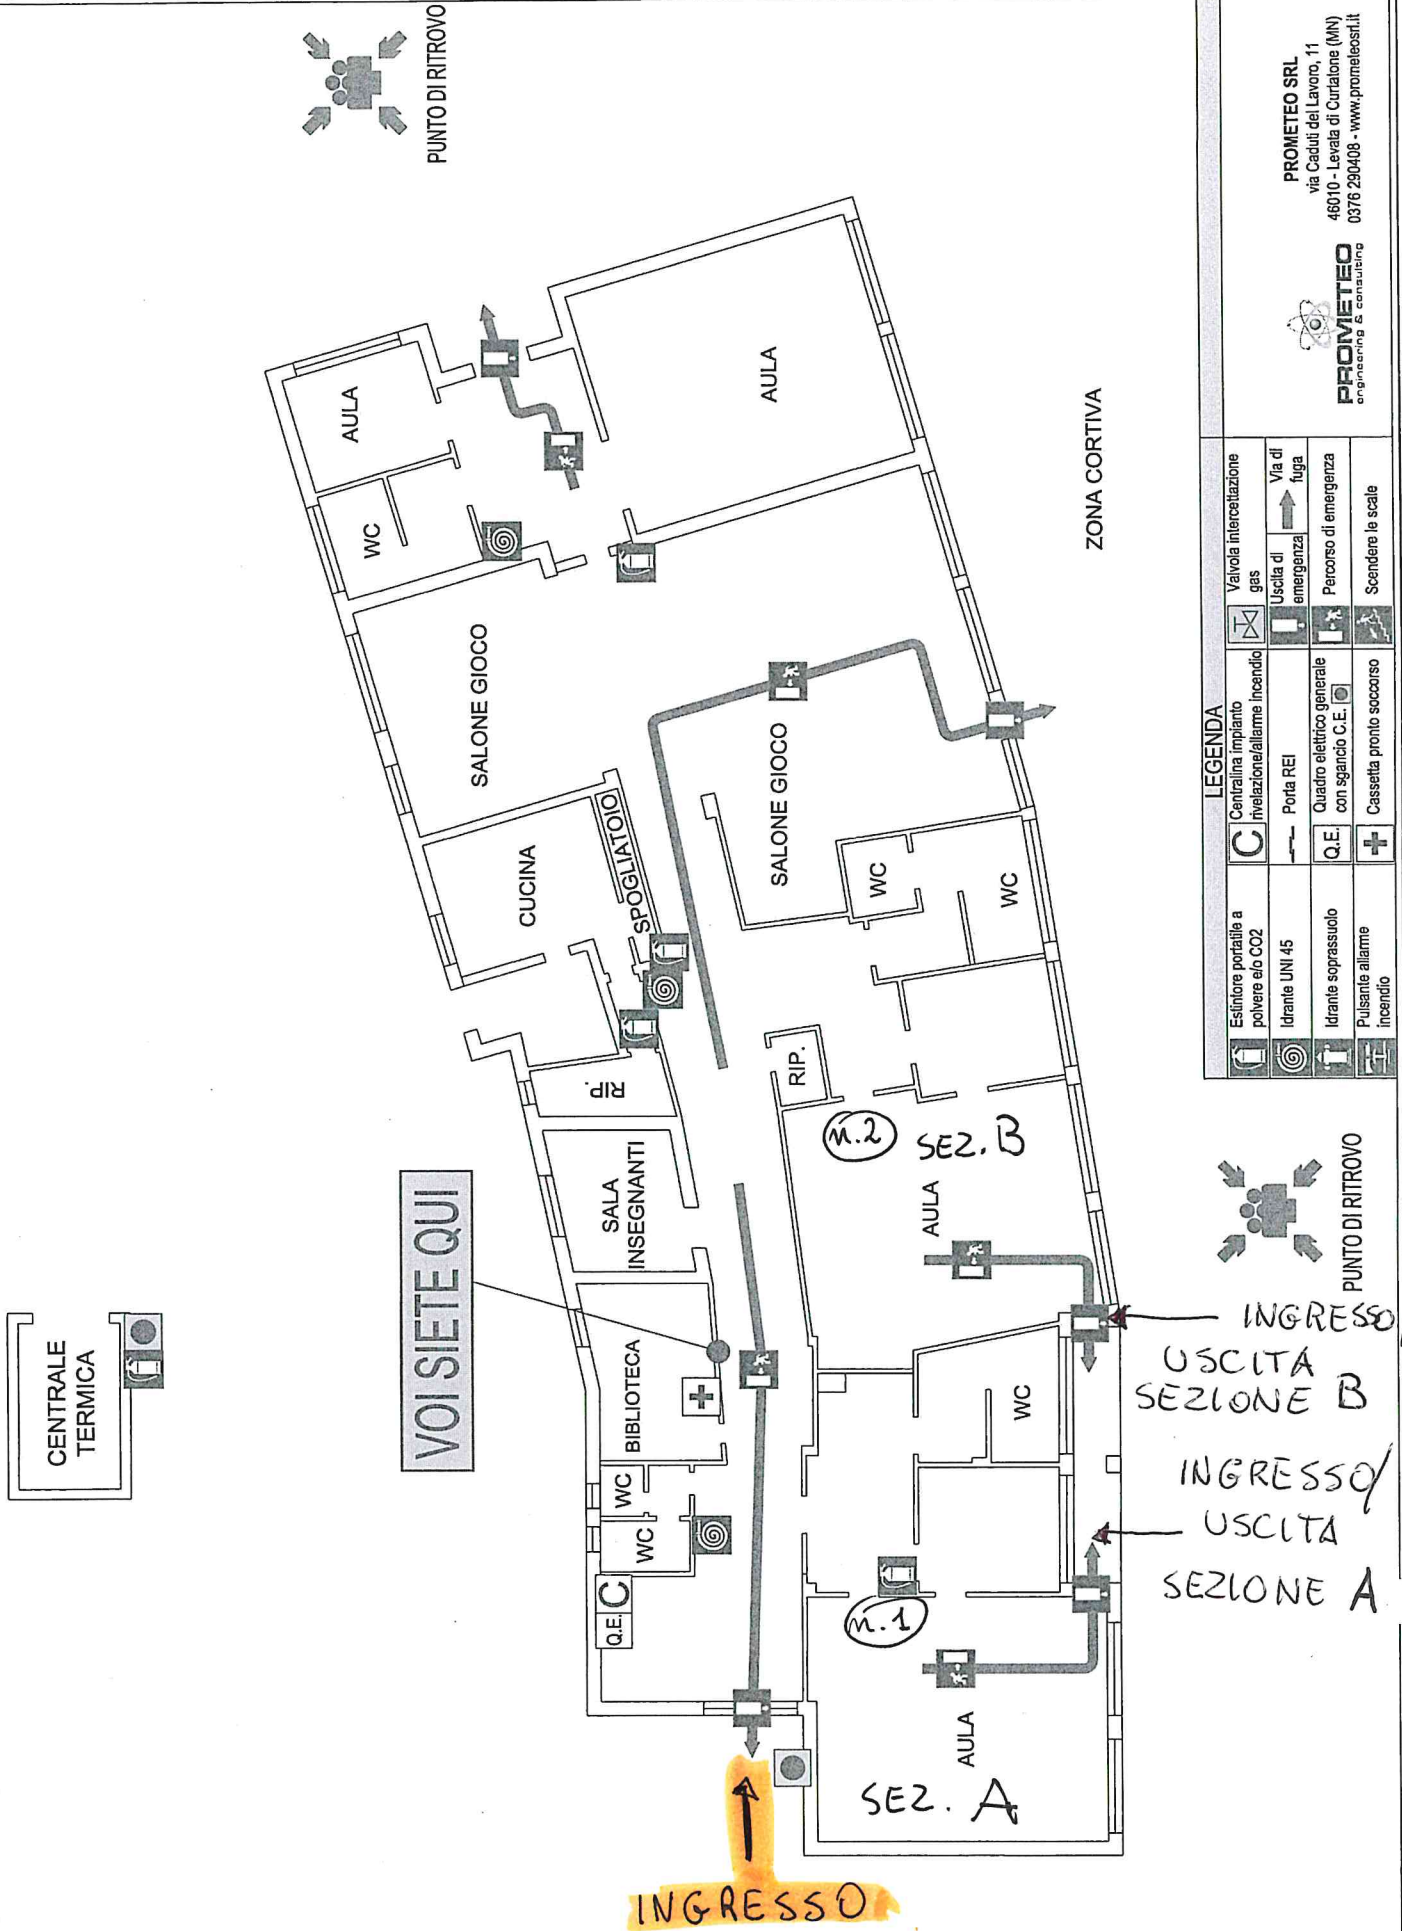 PUNTO DI RITROVO
CENTRALE
TERMICA
VOI SIETE QUI
AULA
WC
SALONE GIOCO
AULA
CUCINA
SPOGLIATOIO
SALONE GIOCO
WC
WC
RIP.
RIP.
SALA
INSEGNANTI
BIBLIOTECA
WC
WC
Q.E.
C
n.2
SEZ. B
AULA
WC
n.1
AULA
SEZ. A
INGRESSO
ZONA CORTIVA
PUNTO DI RITROVO
INGRESSO
USCITA
SEZIONE B
INGRESSO/
USCITA
SEZIONE A
LEGENDA
Estintore portatile a
polvere e/o CO2
C
Centralina impianto
rivelazione/allarme incendio
Valvola intercettazione
gas
Idrante UNI 45
Porta REI
Uscita di
emergenza
Via di
fuga
Idrante soprassuolo
Q.E.
Quadro elettrico generale
con sgancio C.E.
Percorso di emergenza
Pulsante allarme
incendio
Cassetta pronto soccorso
Scendere le scale
PROMETEO
engineering & consulting
PROMETEO SRL
via Caduti del Lavoro, 11
46010 - Levata di Curtatone (MN)
0376 290408 - www.prometeosrl.it